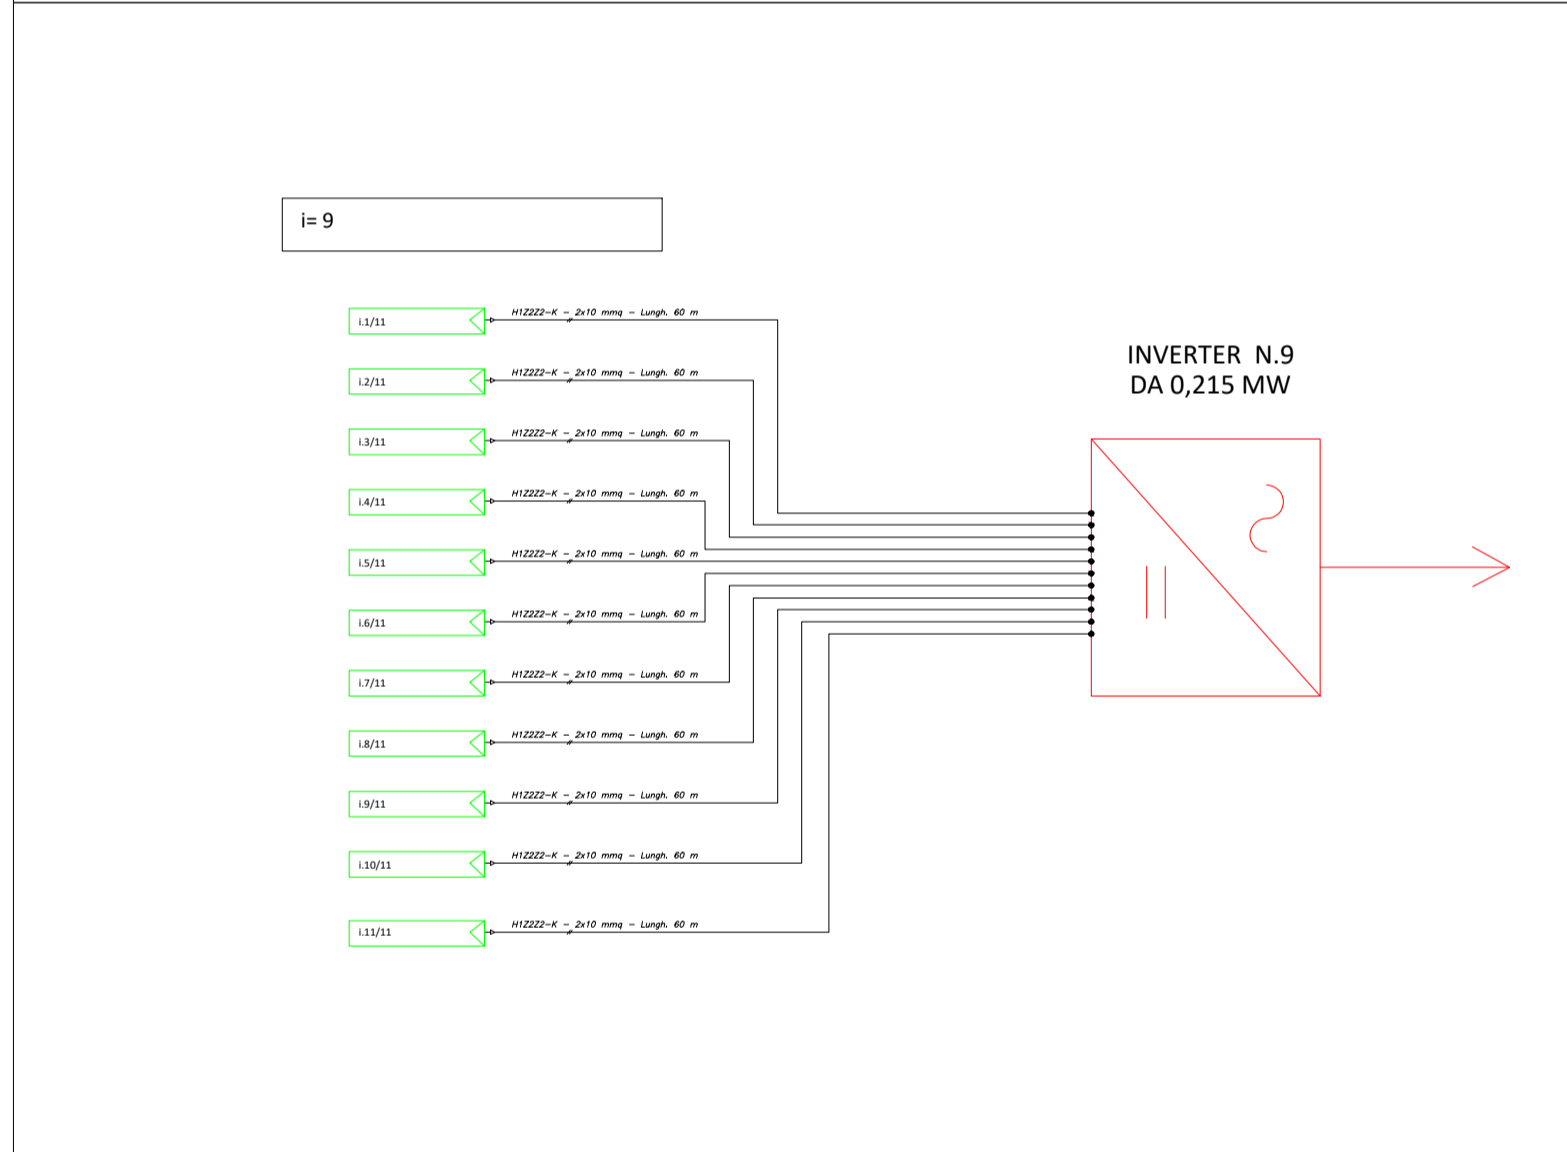 i= 9
i.1/11
H1Z2Z2-K - 2x10 mmq - Lungh. 60 m
i.2/11
H1Z2Z2-K - 2x10 mmq - Lungh. 60 m
i.3/11
H1Z2Z2-K - 2x10 mmq - Lungh. 60 m
i.4/11
H1Z2Z2-K - 2x10 mmq - Lungh. 60 m
i.5/11
H1Z2Z2-K - 2x10 mmq - Lungh. 60 m
i.6/11
H1Z2Z2-K - 2x10 mmq - Lungh. 60 m
i.7/11
H1Z2Z2-K - 2x10 mmq - Lungh. 60 m
i.8/11
H1Z2Z2-K - 2x10 mmq - Lungh. 60 m
i.9/11
H1Z2Z2-K - 2x10 mmq - Lungh. 60 m
i.10/11
H1Z2Z2-K - 2x10 mmq - Lungh. 60 m
i.11/11
H1Z2Z2-K - 2x10 mmq - Lungh. 60 m
INVERTER N.9
DA 0,215 MW